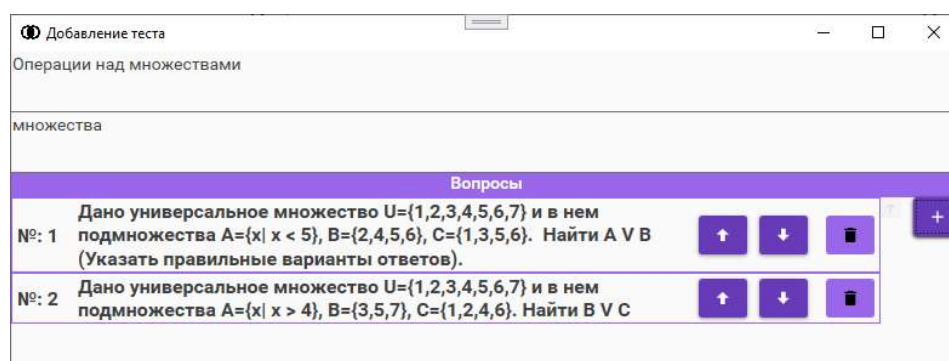 Добавление теста
Операции над множествами
множества
Вопросы
№: 1 Дано универсальное множество U={1,2,3,4,5,6,7} и в нем
подмножества A={x| x < 5}, B={2,4,5,6}, C={1,3,5,6}. Найти A V B
(Указать правильные варианты ответов).
№: 2 Дано универсальное множество U={1,2,3,4,5,6,7} и в нем
подмножества A={x| x > 4}, B={3,5,7}, C={1,2,4,6}. Найти B V C